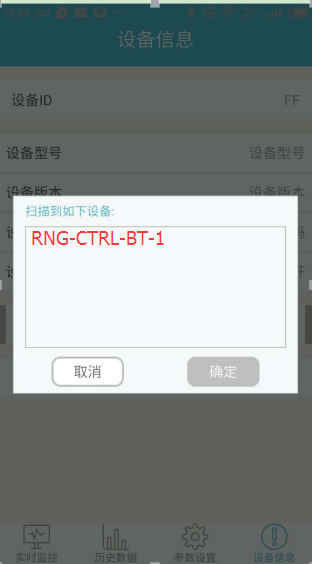 设备信息
设备ID
FF
设备型号
设备型号
设备版本
设备版本
扫描到如下设备:
RNG-CTRL-BT-1
取消
确定
实时监控
历史数据
参数设置
设备信息